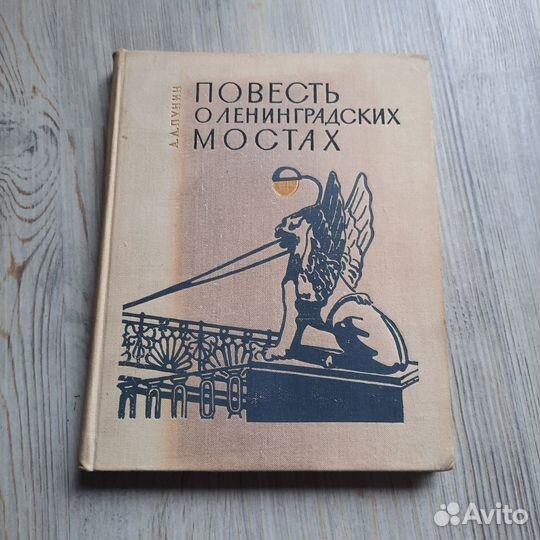 А. А. ПУНИН
ПОВЕСТЬ
О ЛЕНИНГРАДСКИХ
МОСТАХ
Avito